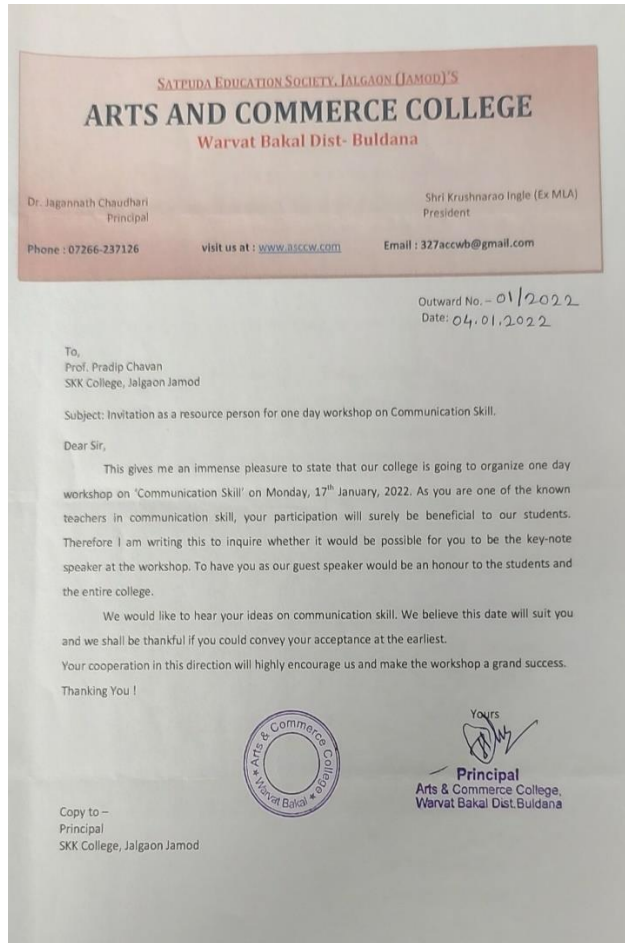 SATPUDA EDUCATION SOCIETY, JALGAON (JAMOD)'S
ARTS AND COMMERCE COLLEGE
Warvat Bakal Dist- Buldana
Dr. Jagannath Chaudhari
Principal
Shri Krushnarao Ingle (Ex MLA)
President
Phone : 07266-237126 visit us at : www.asccw.com Email : 327accwb@gmail.com
Outward No. - 01/2022
Date: 04.01.2022
To,
Prof. Pradip Chavan
SKK College, Jalgaon Jamod
Subject: Invitation as a resource person for one day workshop on Communication Skill.
Dear Sir,
This gives me an immense pleasure to state that our college is going to organize one day
workshop on 'Communication Skill' on Monday, 17th January, 2022. As you are one of the known
teachers in communication skill, your participation will surely be beneficial to our students.
Therefore I am writing this to inquire whether it would be possible for you to be the key-note
speaker at the workshop. To have you as our guest speaker would be an honour to the students and
the entire college.
We would like to hear your ideas on communication skill. We believe this date will suit you
and we shall be thankful if you could convey your acceptance at the earliest.
Your cooperation in this direction will highly encourage us and make the workshop a grand success.
Thanking You !
Arts & Commerce College
★ Warvat Bakal ★
Yours
Principal
Arts & Commerce College,
Warvat Bakal Dist.Buldana
Copy to –
Principal
SKK College, Jalgaon Jamod